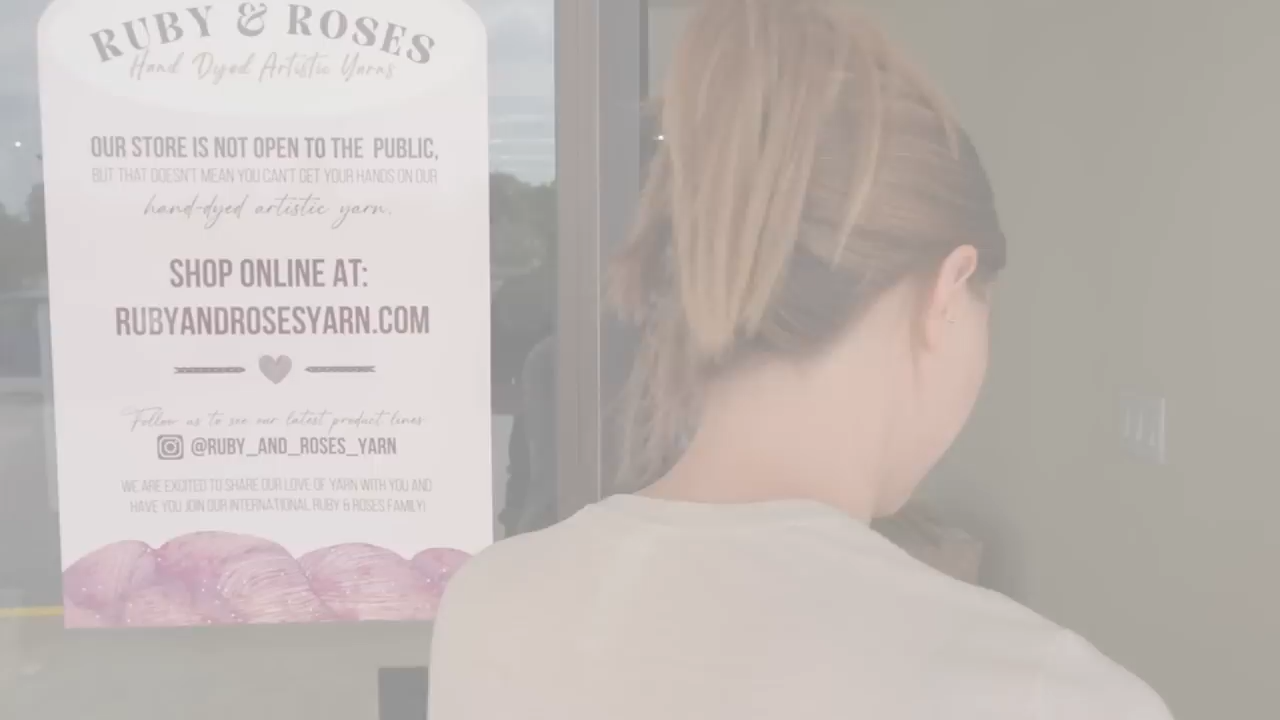 RUBY & ROSES
Hand Dyed Artistic Yarns
OUR STORE IS NOT OPEN TO THE PUBLIC,
BUT THAT DOESN'T MEAN YOU CAN'T GET YOUR HANDS ON OUR
hand-dyed artistic yarn.
SHOP ONLINE AT:
RUBYANDROSESYARN.COM
Follow us to see our latest product lines
@RUBY_AND_ROSES_YARN
WE ARE EXCITED TO SHARE OUR LOVE OF YARN WITH YOU AND
HAVE YOU JOIN OUR INTERNATIONAL RUBY & ROSES FAMILY!